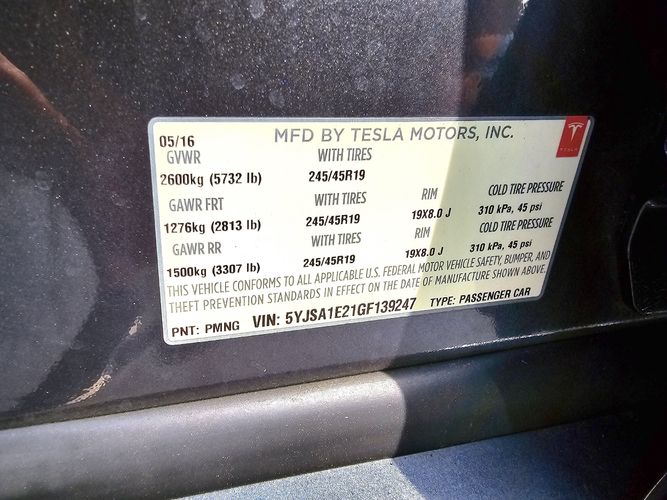 05/16 MFD BY TESLA MOTORS, INC.
GVWR WITH TIRES
2600kg (5732 lb) 245/45R19
GAWR FRT WITH TIRES RIM COLD TIRE PRESSURE
1276kg (2813 lb) 245/45R19 19X8.0 J 310 kPa, 45 psi
GAWR RR WITH TIRES RIM COLD TIRE PRESSURE
1500kg (3307 lb) 245/45R19 19X8.0 J 310 kPa, 45 psi
THIS VEHICLE CONFORMS TO ALL APPLICABLE U.S. FEDERAL MOTOR VEHICLE SAFETY, BUMPER, AND
THEFT PREVENTION STANDARDS IN EFFECT ON THE DATE OF MANUFACTURE SHOWN ABOVE.
PNT: PMNG VIN: 5YJSA1E21GF139247 TYPE: PASSENGER CAR
TESLA